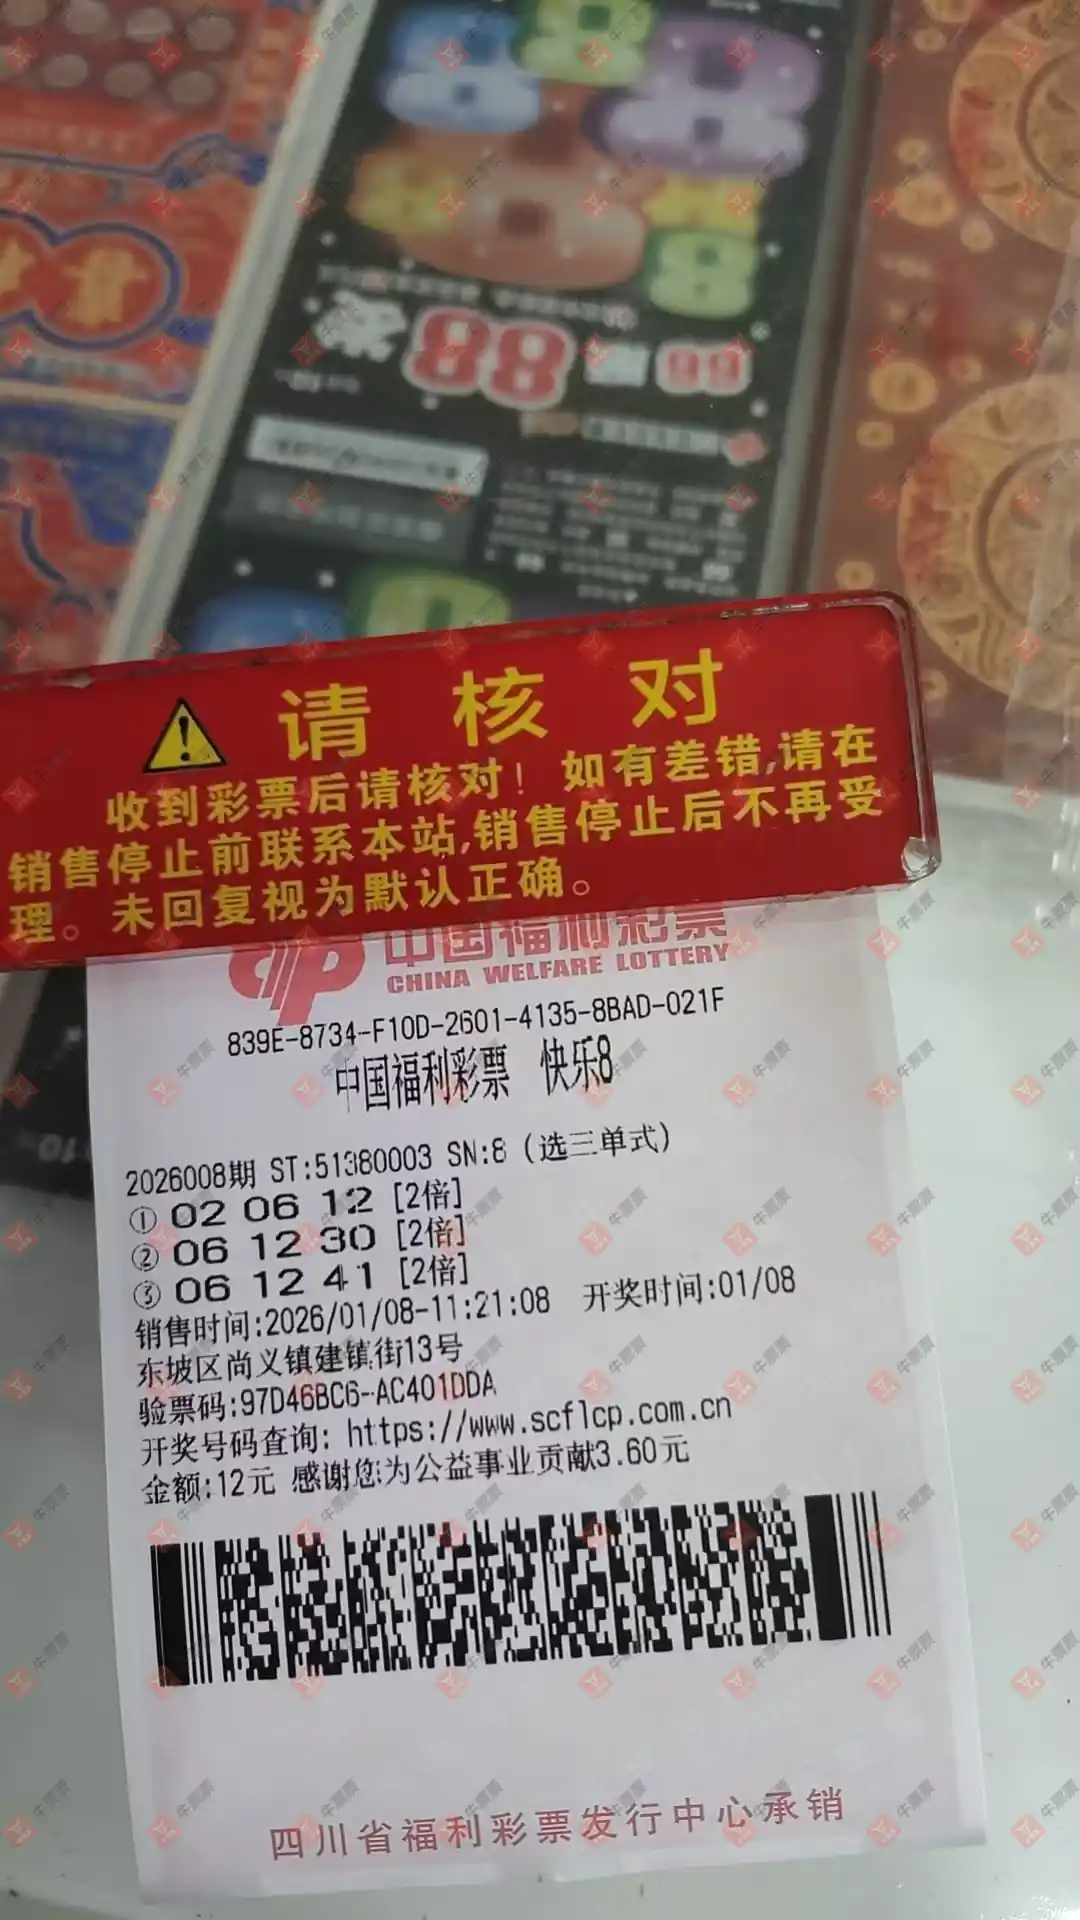 请核对
收到彩票后请核对！如有差错,请在
销售停止前联系本站,销售停止后不再受
理。未回复视为默认正确。
中国福利彩票
CHINA WELFARE LOTTERY
839E-8734-F10D-2601-4135-8BAD-021F
中国福利彩票 快乐8
2026008期 ST:51380003 SN:8 (选三单式)
① 02 06 12 [2倍]
② 06 12 30 [2倍]
③ 06 12 41 [2倍]
销售时间:2026/01/08-11:21:08 开奖时间:01/08
东坡区尚义镇建镇街13号
验票码:97D46BC6-AC401DDA
开奖号码查询: https://www.scflcp.com.cn
金额:12元 感谢您为公益事业贡献3.60元
四川省福利彩票发行中心承销
牛票票